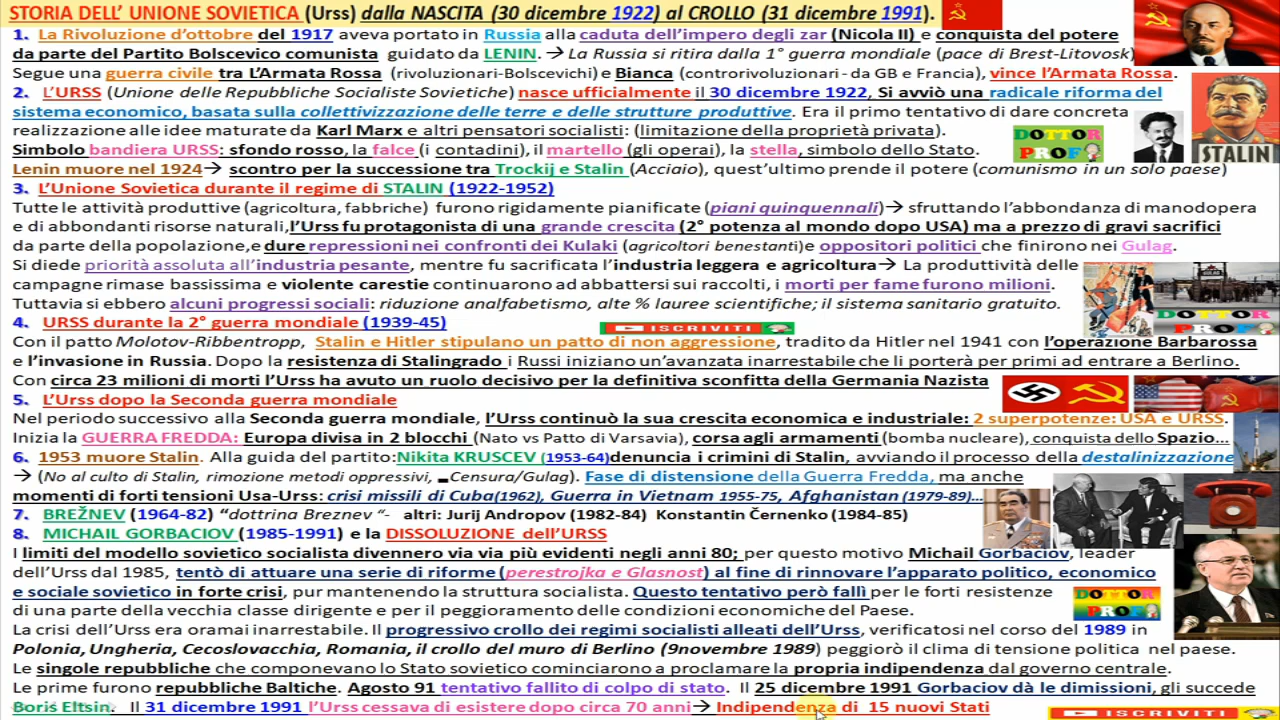 STORIA DELL' UNIONE SOVIETICA (Urss) dalla NASCITA (30 dicembre 1922) al CROLLO (31 dicembre 1991).
1. La Rivoluzione d'ottobre del 1917 aveva portato in Russia alla caduta dell'impero degli zar (Nicola II) e conquista del potere
da parte del Partito Bolscevico comunista guidato da LENIN. → La Russia si ritira dalla 1° guerra mondiale (pace di Brest-Litovosk)
Segue una guerra civile tra L'Armata Rossa (rivoluzionari-Bolscevichi) e Bianca (controrivoluzionari - da GB e Francia), vince l'Armata Rossa.
2. L'URSS (Unione delle Repubbliche Socialiste Sovietiche) nasce ufficialmente il 30 dicembre 1922, Si avviò una radicale riforma del
sistema economico, basata sulla collettivizzazione delle terre e delle strutture produttive. Era il primo tentativo di dare concreta
realizzazione alle idee maturate da Karl Marx e altri pensatori socialisti: (limitazione della proprietà privata).
DOTTOR PROF
Simbolo bandiera URSS: sfondo rosso, la falce (i contadini), il martello (gli operai), la stella, simbolo dello Stato.
STALIN
Lenin muore nel 1924→ scontro per la successione tra Trockij e Stalin (Acciaio), quest'ultimo prende il potere (comunismo in un solo paese)
3. L'Unione Sovietica durante il regime di STALIN (1922-1952)
Tutte le attività produttive (agricoltura, fabbriche) furono rigidamente pianificate (piani quinquennali)→ sfruttando l'abbondanza di manodopera
e di abbondanti risorse naturali,l'Urss fu protagonista di una grande crescita (2° potenza al mondo dopo USA) ma a prezzo di gravi sacrifici
da parte della popolazione,e dure repressioni nei confronti dei Kulaki (agricoltori benestanti)e oppositori politici che finirono nei Gulag.
Si diede priorità assoluta all'industria pesante, mentre fu sacrificata l'industria leggera e agricoltura→ La produttività delle
campagne rimase bassissima e violente carestie continuarono ad abbattersi sui raccolti, i morti per fame furono milioni.
Tuttavia si ebbero alcuni progressi sociali: riduzione analfabetismo, alte % lauree scientifiche; il sistema sanitario gratuito.
DOTTOR PROF
4. URSS durante la 2° guerra mondiale (1939-45)
ISCRIVITI
Con il patto Molotov-Ribbentropp, Stalin e Hitler stipulano un patto di non aggressione, tradito da Hitler nel 1941 con l'operazione Barbarossa
e l'invasione in Russia. Dopo la resistenza di Stalingrado i Russi iniziano un'avanzata inarrestabile che li porterà per primi ad entrare a Berlino.
Con circa 23 milioni di morti l'Urss ha avuto un ruolo decisivo per la definitiva sconfitta della Germania Nazista
5. L'Urss dopo la Seconda guerra mondiale
Nel periodo successivo alla Seconda guerra mondiale, l'Urss continuò la sua crescita economica e industriale: 2 superpotenze: USA e URSS.
Inizia la GUERRA FREDDA: Europa divisa in 2 blocchi (Nato vs Patto di Varsavia), corsa agli armamenti (bomba nucleare), conquista dello Spazio...
6. 1953 muore Stalin. Alla guida del partito:Nikita KRUSCEV (1953-64)denuncia i crimini di Stalin, avviando il processo della destalinizzazione
→ (No al culto di Stalin, rimozione metodi oppressivi, -Censura/Gulag). Fase di distensione della Guerra Fredda, ma anche
momenti di forti tensioni Usa-Urss: crisi missili di Cuba(1962), Guerra in Vietnam 1955-75, Afghanistan (1979-89)...
7. BREŽNEV (1964-82) "dottrina Breznev "- altri: Jurij Andropov (1982-84) Konstantin Černenko (1984-85)
8. MICHAIL GORBACIOV (1985-1991) e la DISSOLUZIONE dell'URSS
I limiti del modello sovietico socialista divennero via via più evidenti negli anni 80; per questo motivo Michail Gorbaciov, leader
dell'Urss dal 1985, tentò di attuare una serie di riforme (perestrojka e Glasnost) al fine di rinnovare l'apparato politico, economico
e sociale sovietico in forte crisi, pur mantenendo la struttura socialista. Questo tentativo però fallì per le forti resistenze
di una parte della vecchia classe dirigente e per il peggioramento delle condizioni economiche del Paese.
DOTTOR PROF
La crisi dell'Urss era oramai inarrestabile. Il progressivo crollo dei regimi socialisti alleati dell'Urss, verificatosi nel corso del 1989 in
Polonia, Ungheria, Cecoslovacchia, Romania, il crollo del muro di Berlino (9novembre 1989) peggiorò il clima di tensione politica nel paese.
Le singole repubbliche che componevano lo Stato sovietico cominciarono a proclamare la propria indipendenza dal governo centrale.
Le prime furono repubbliche Baltiche. Agosto 91 tentativo fallito di colpo di stato. Il 25 dicembre 1991 Gorbaciov dà le dimissioni, gli succede
Boris Eltsin. Il 31 dicembre 1991 l'Urss cessava di esistere dopo circa 70 anni→ Indipendenza di 15 nuovi Stati
ISCRIVITI